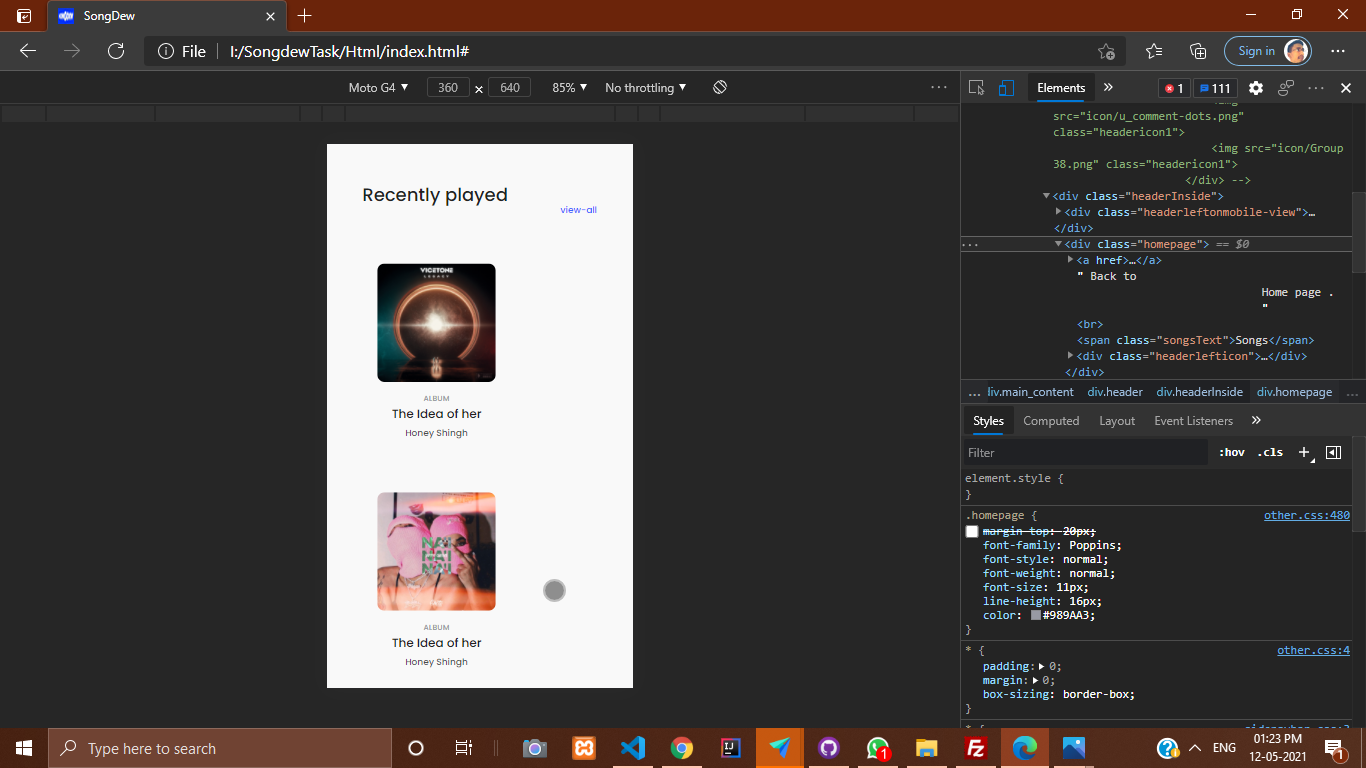 SongDew
File
I:/SongdewTask/Html/index.html#
Sign in
Moto G4
360
640
85%
No throttling
Elements
1
111
Recently played
view-all
VICETONE
LEGACY
ALBUM
The Idea of her
Honey Shingh
NAI
NAI
NAI
ALBUM
The Idea of her
Honey Shingh
src="icon/u_comment-dots.png"
class="headericon1">
<img src="icon/Group
38.png" class="headericon1">
</div> -->
<div class="headerInside">
<div class="headerleftonmobile-view">…
</div>
<div class="homepage"> == $0
<a href>…</a>
" Back to
Home page .
"
<br>
<span class="songsText">Songs</span>
<div class="headerlefticon">…</div>
</div>
... div.main_content div.header div.headerInside div.homepage ...
Styles Computed Layout Event Listeners
Filter
:hov .cls
element.style {
}
.homepage { other.css:480
margin-top: 20px;
font-family: Poppins;
font-style: normal;
font-weight: normal;
font-size: 11px;
line-height: 16px;
color: #989AA3;
}
* { other.css:4
padding: 0;
margin: 0;
box-sizing: border-box;
}
Type here to search
1
ENG
01:23 PM
12-05-2021
1